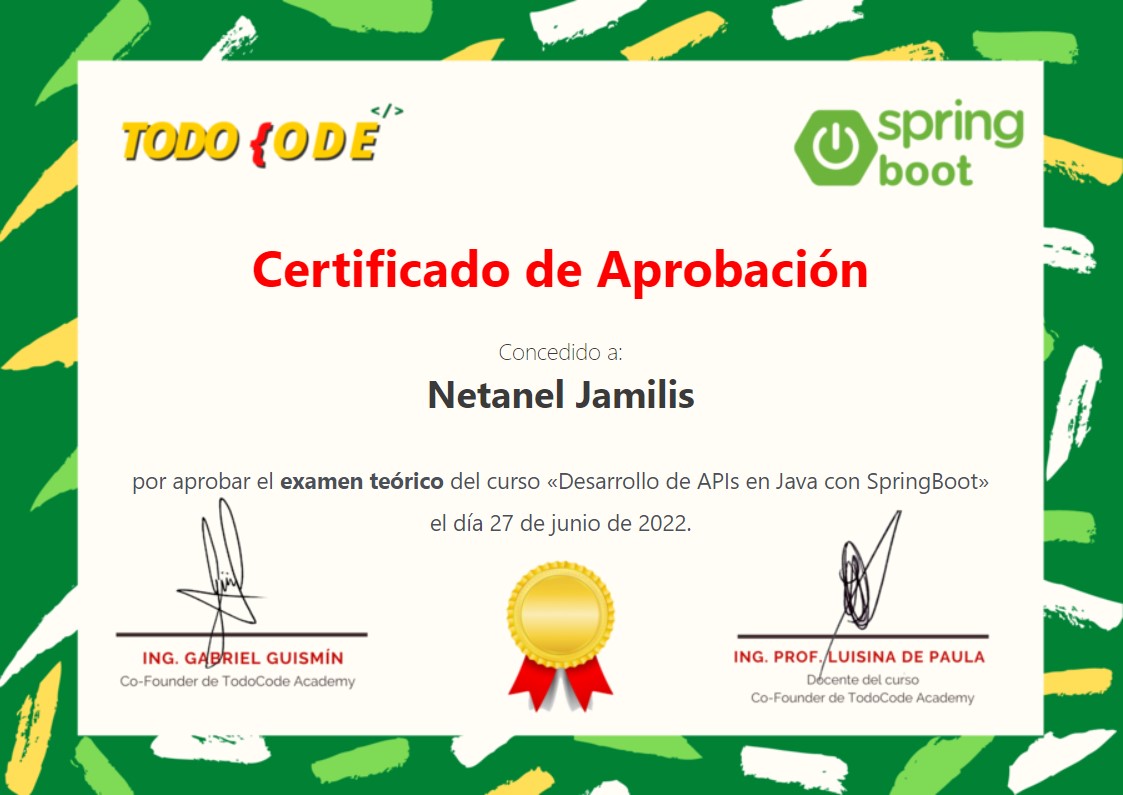 </>
TODO {ODE
spring
boot
Certificado de Aprobación
Concedido a:
Netanel Jamilis
por aprobar el examen teórico del curso «Desarrollo de APIs en Java con SpringBoot»
el día 27 de junio de 2022.
ING. GABRIEL GUISMÍN
Co-Founder de TodoCode Academy
ING. PROF. LUISINA DE PAULA
Docente del curso
Co-Founder de TodoCode Academy